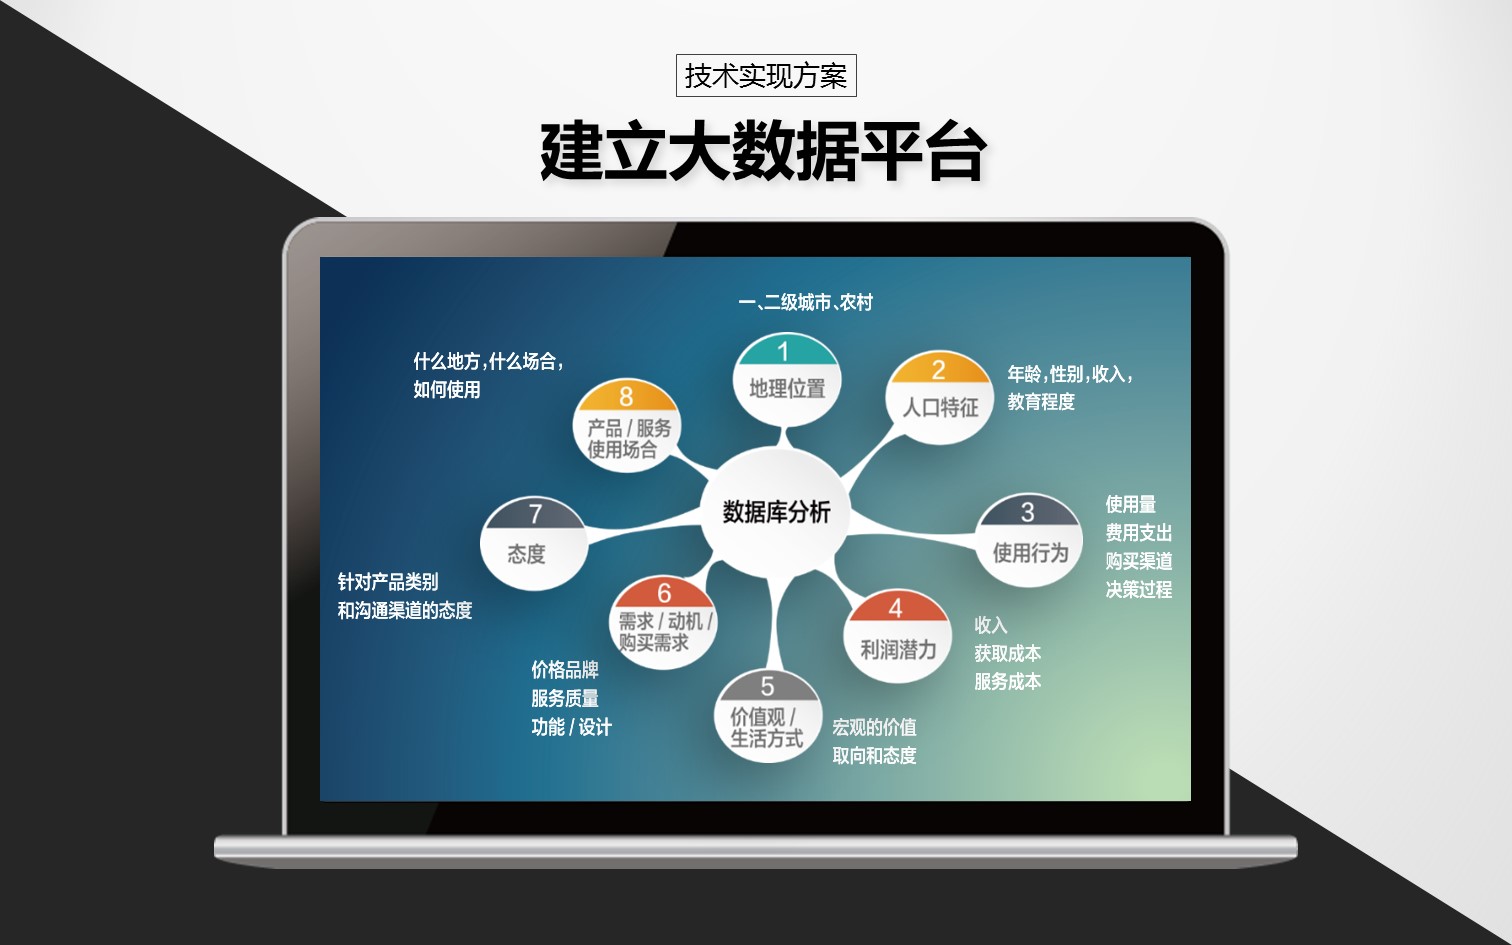 技术实现方案
建立大数据平台
一、二级城市、农村
1
地理位置
2
人口特征
年龄,性别,收入,
教育程度
3
使用行为
使用量
费用支出
购买渠道
决策过程
4
利润潜力
收入
获取成本
服务成本
5
价值观 /
生活方式
宏观的价值
取向和态度
6
需求 / 动机 /
购买需求
价格品牌
服务质量
功能 / 设计
7
态度
针对产品类别
和沟通渠道的态度
8
产品 / 服务
使用场合
什么地方,什么场合,
如何使用
数据库分析